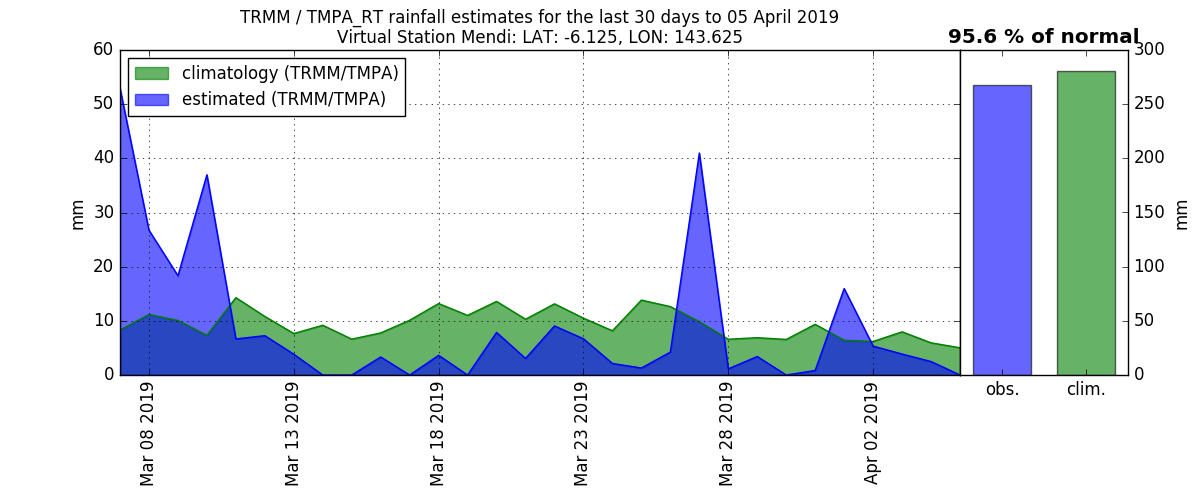 TRMM / TMPA_RT rainfall estimates for the last 30 days to 05 April 2019
Virtual Station Mendi: LAT: -6.125, LON: 143.625
95.6 % of normal
climatology (TRMM/TMPA)
estimated (TRMM/TMPA)
60
50
40
30
20
10
0
mm
300
250
200
150
100
50
0
mm
Mar 08 2019
Mar 13 2019
Mar 18 2019
Mar 23 2019
Mar 28 2019
Apr 02 2019
obs.
clim.